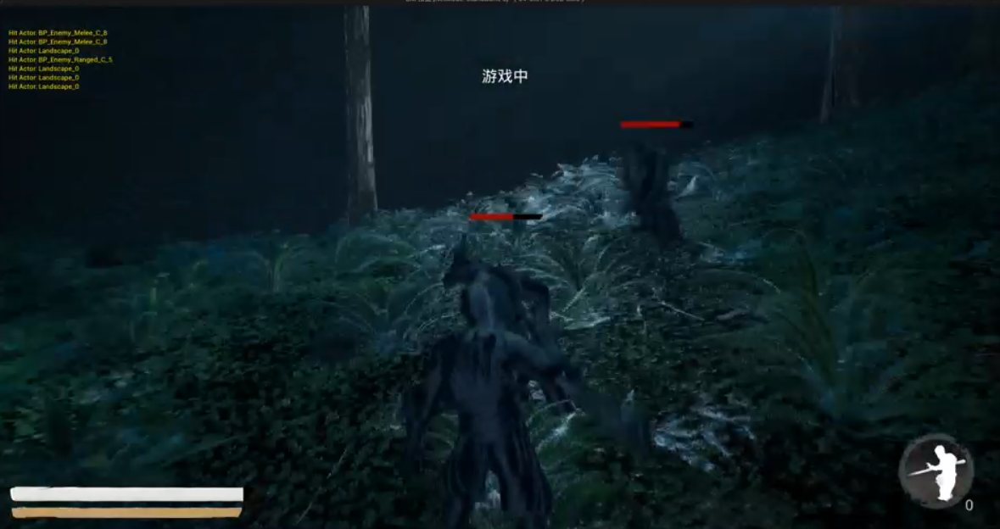 Hit Actor: BP_Enemy_Melee_C_8
Hit Actor: BP_Enemy_Melee_C_8
Hit Actor: Landscape_0
Hit Actor: BP_Enemy_Ranged_C_5
Hit Actor: Landscape_0
Hit Actor: Landscape_0
Hit Actor: Landscape_0
游戏中
0